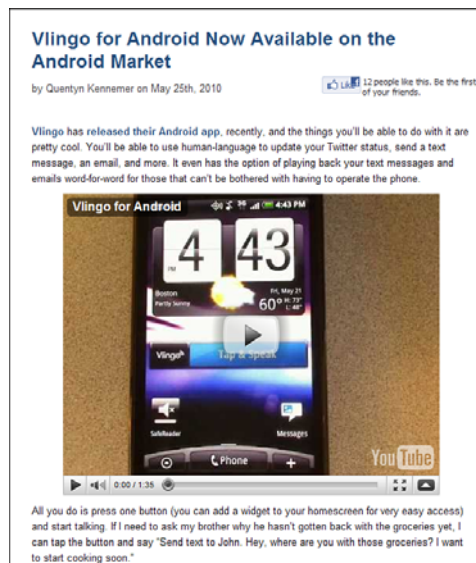 Vlingo for Android Now Available on the
Android Market
by Quentyn Kennemer on May 25th, 2010
Like
12 people like this. Be the first
of your friends.
Vlingo has released their Android app, recently, and the things you'll be able to do with it are
pretty cool. You'll be able to use human-language to update your Twitter status, send a text
message, an email, and more. It even has the option of playing back your text messages and
emails word-for-word for those that can't be bothered with having to operate the phone.
Vlingo for Android
3G 4:43 PM
4 43
PM
Boston
Partly Sunny
Fri, May 21
60° H: 73°
L: 48°
Vlingo
Tap & Speak
SafeReader
Messages
Phone
YouTube
0:00 / 1:35
All you do is press one button (you can add a widget to your homescreen for very easy access)
and start talking. If I need to ask my brother why he hasn't gotten back with the groceries yet, I
can tap the button and say "Send text to John. Hey, where are you with those groceries? I want
to start cooking soon."